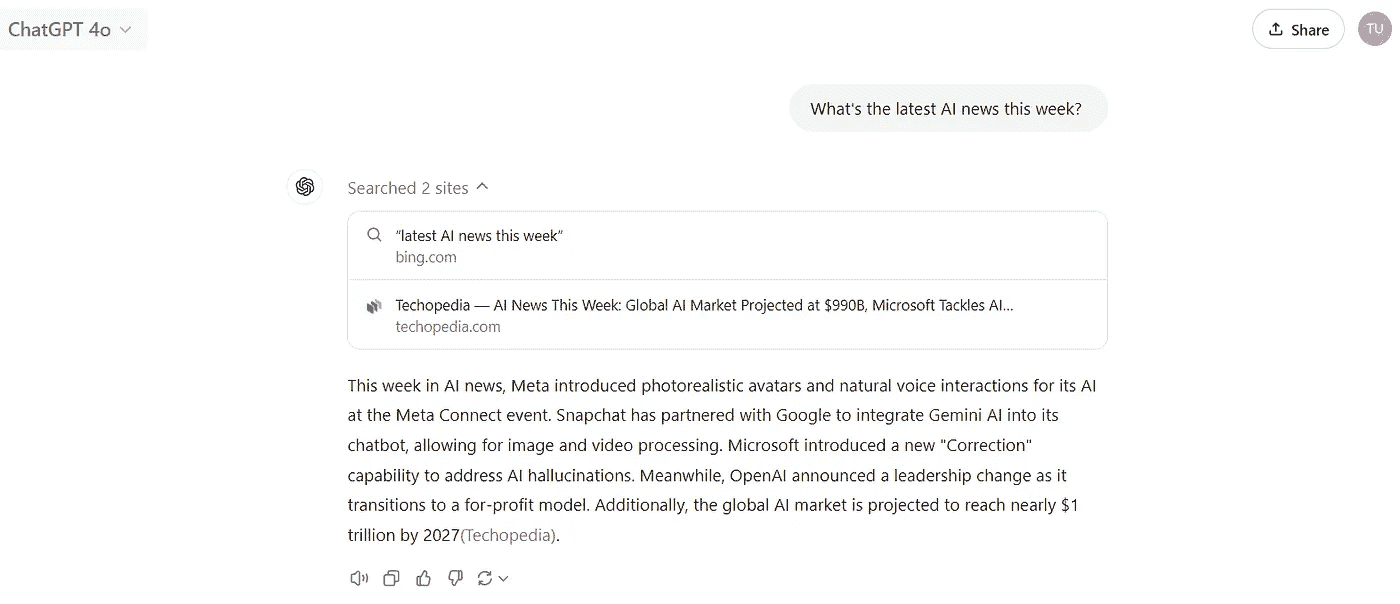 ChatGPT 4o
Share
TU
What's the latest AI news this week?
Searched 2 sites
“latest AI news this week”
bing.com
Techopedia — AI News This Week: Global AI Market Projected at $990B, Microsoft Tackles AI...
techopedia.com
This week in AI news, Meta introduced photorealistic avatars and natural voice interactions for its AI
at the Meta Connect event. Snapchat has partnered with Google to integrate Gemini AI into its
chatbot, allowing for image and video processing. Microsoft introduced a new "Correction"
capability to address AI hallucinations. Meanwhile, OpenAI announced a leadership change as it
transitions to a for-profit model. Additionally, the global AI market is projected to reach nearly $1
trillion by 2027(Techopedia).